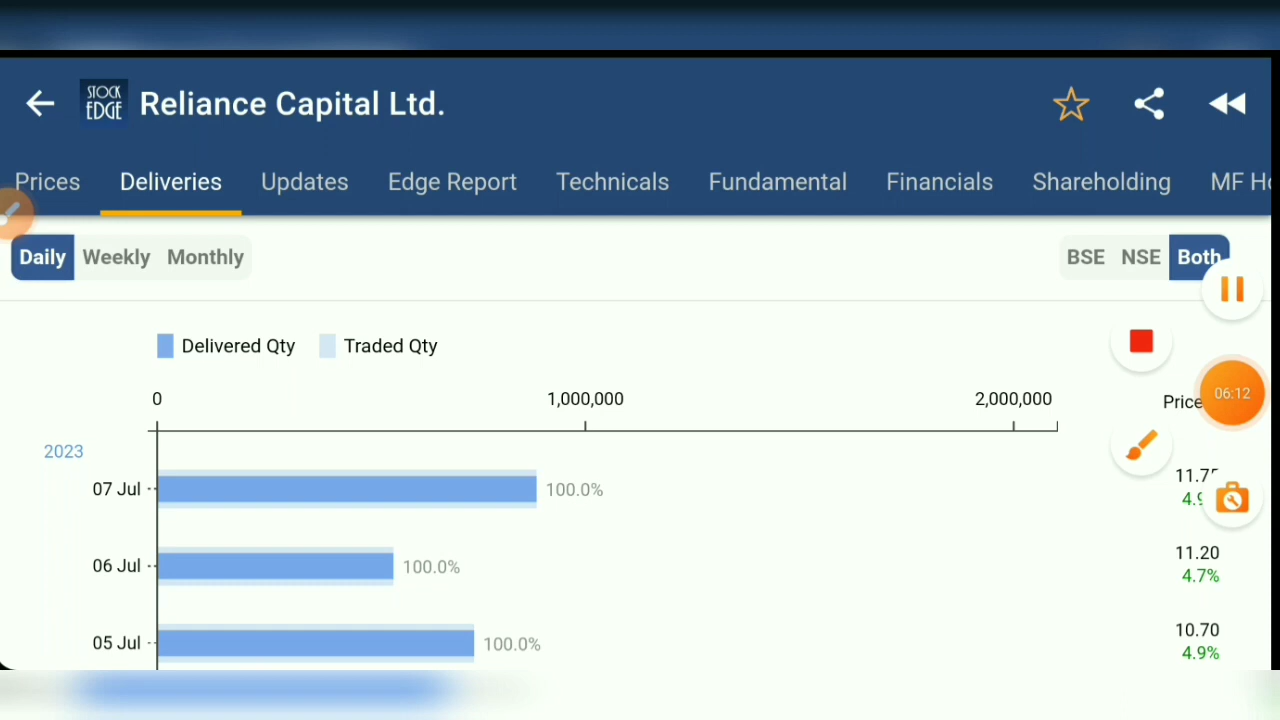 STOCK EDGE Reliance Capital Ltd.
Prices Deliveries Updates Edge Report Technicals Fundamental Financials Shareholding MF
Daily Weekly Monthly BSE NSE Both
Delivered Qty Traded Qty
0 1,000,000 2,000,000 Price
06:12
2023
07 Jul 100.0%
06 Jul 100.0% 11.20
4.7%
05 Jul 100.0% 10.70
4.9%